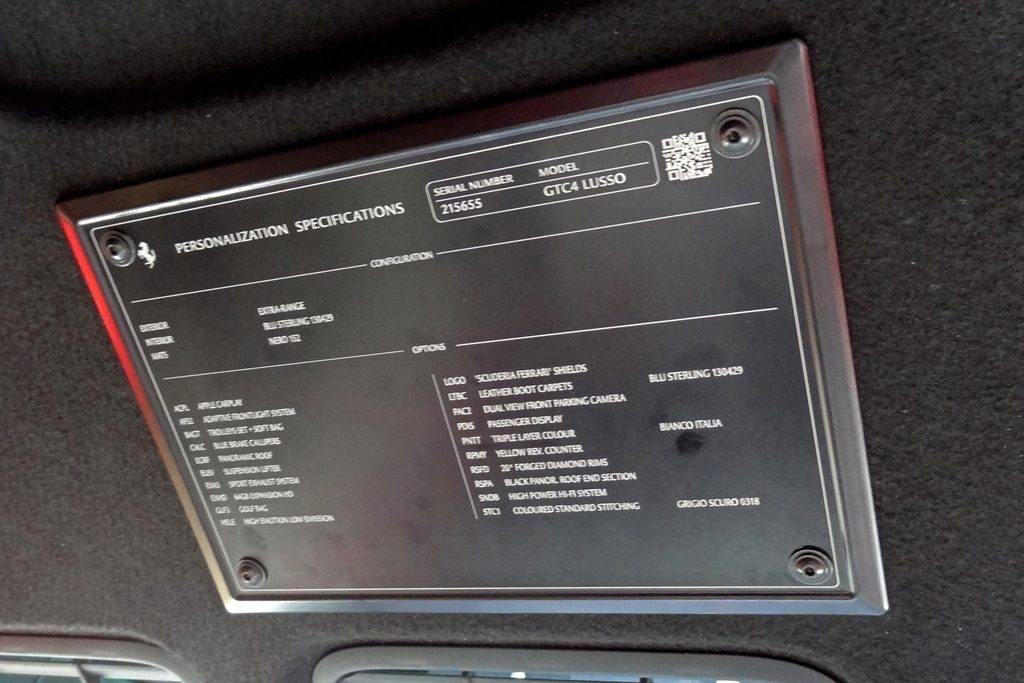 PERSONALIZATION SPECIFICATIONS
SERIAL NUMBER MODEL
215655 GTC4 LUSSO
CONFIGURATION
EXTERIOR EXTRA-RANGE
INTERIOR BLU STERLING 130429
MATS NERO 152
OPTIONS
ACPL APPLE CARPLAY
AFS2 ADAPTIVE FRONTLIGHT SYSTEM
BAGT TROLLEYS SET + SOFT BAG
CALC BLUE BRAKE CALLIPERS
ECRF PANORAMIC ROOF
ELEV SUSPENSION LIFTER
EXAS SPORT EXHAUST SYSTEM
EXHD 64GB EXPANSION HD
GLF3 GOLF BAG
HELE HIGH EMOTION LOW EMISSION
LOGO "SCUDERIA FERRARI" SHIELDS
LTBC LEATHER BOOT CARPETS BLU STERLING 130429
PAC2 DUAL VIEW FRONT PARKING CAMERA
PDIS PASSENGER DISPLAY
PNTT TRIPLE LAYER COLOUR BIANCO ITALIA
RPMY YELLOW REV. COUNTER
RSFD 20" FORGED DIAMOND RIMS
RSPA BLACK PANOR. ROOF END SECTION
SNDB HIGH POWER HI-FI SYSTEM
STC1 COLOURED STANDARD STITCHING GRIGIO SCURO 0318